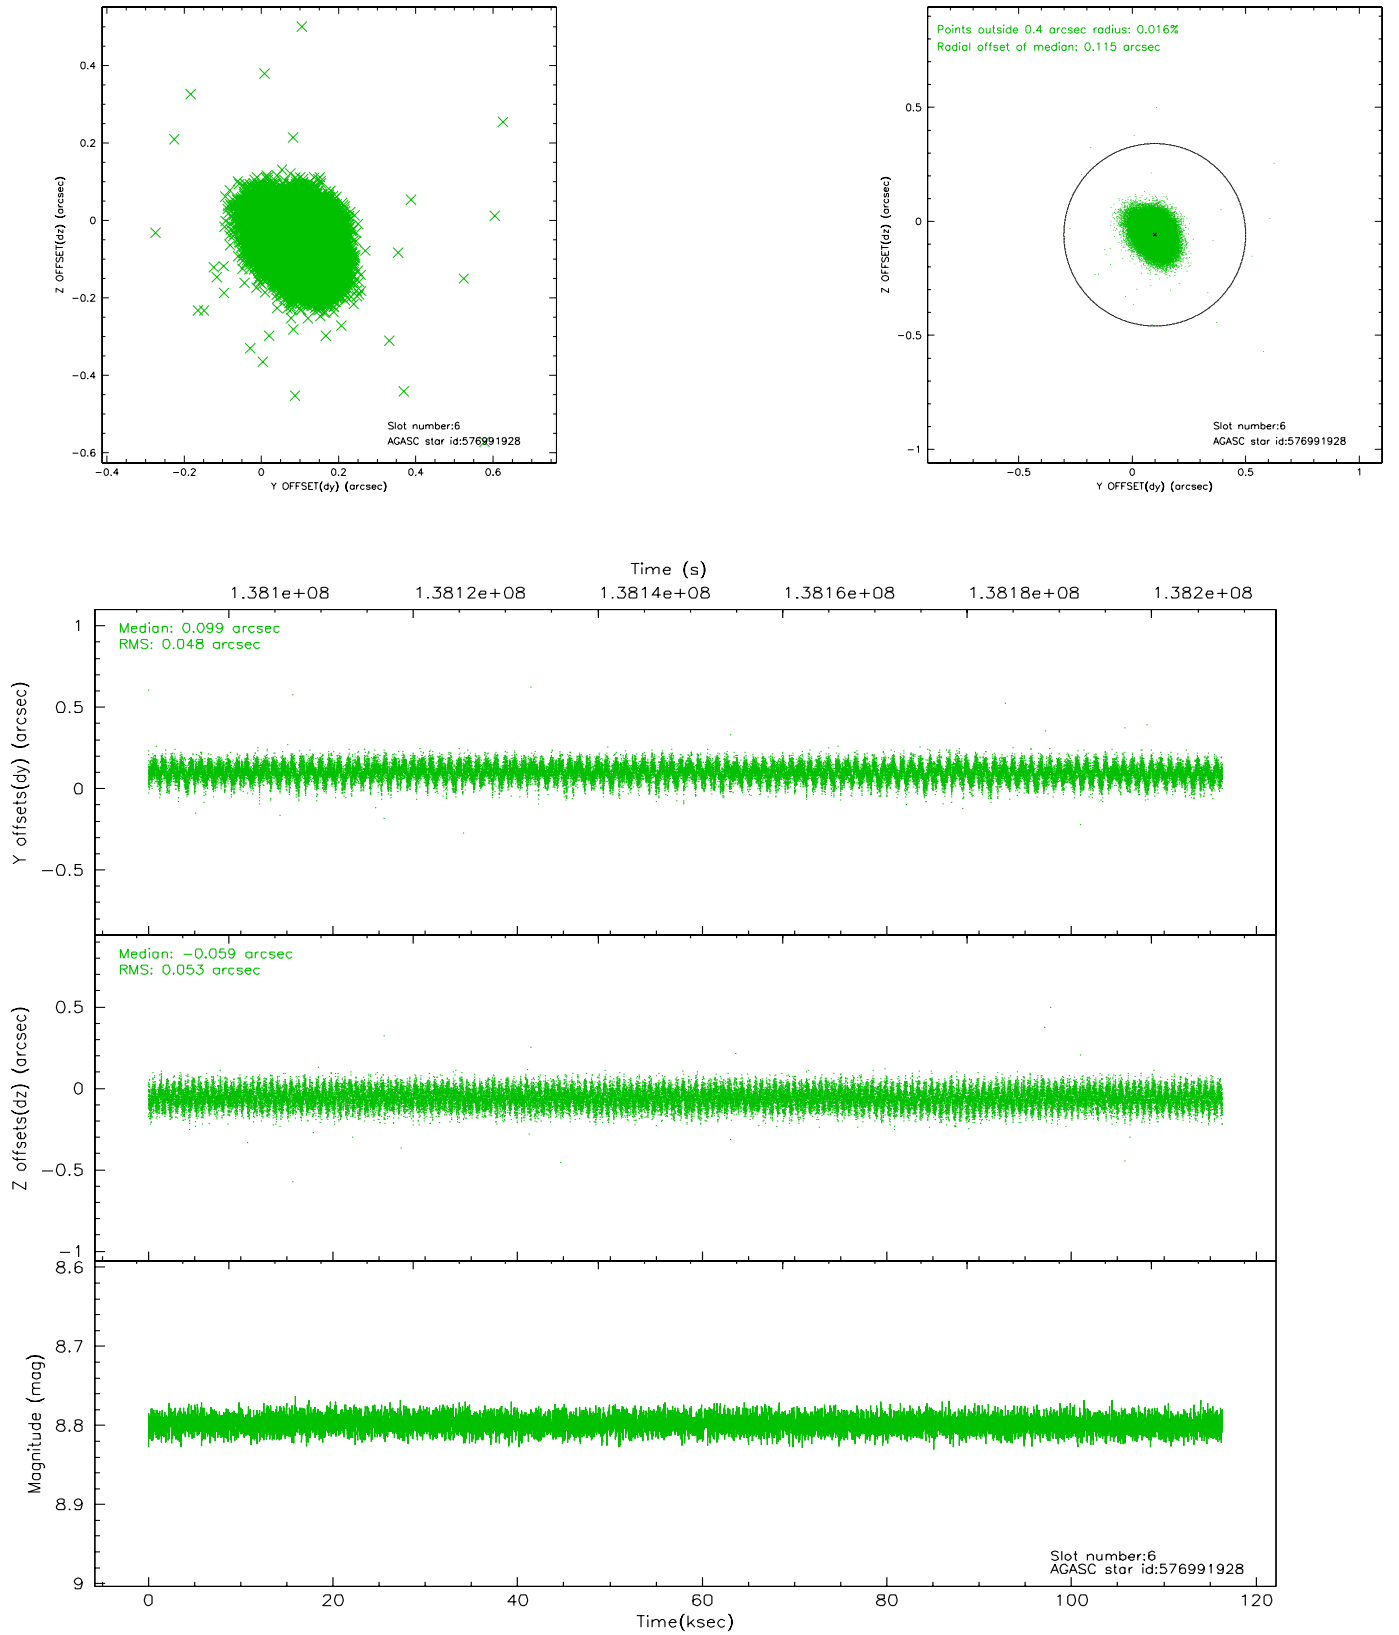 0.4
0.2
0
-0.2
-0.4
-0.6
Z OFFSET(dz) (arcsec)
Slot number:6
AGASC star id:576991928
-0.4 -0.2 0 0.2 0.4 0.6
Y OFFSET(dy) (arcsec)
Points outside 0.4 arcsec radius: 0.016%
Radial offset of median: 0.115 arcsec
0.5
0
-0.5
-1
Z OFFSET(dz) (arcsec)
Slot number:6
AGASC star id:576991928
-0.5 0 0.5 1
Y OFFSET(dy) (arcsec)
Time (s)
1.381e+08 1.3812e+08 1.3814e+08 1.3816e+08 1.3818e+08 1.382e+08
Median: 0.099 arcsec
RMS: 0.048 arcsec
1
0.5
0
-0.5
Y offsets(dy) (arcsec)
Median: -0.059 arcsec
RMS: 0.053 arcsec
0.5
0
-0.5
-1
Z offsets(dz) (arcsec)
8.6
8.7
8.8
8.9
9
Magnitude (mag)
Slot number:6
AGASC star id:576991928
0 20 40 60 80 100 120
Time(ksec)